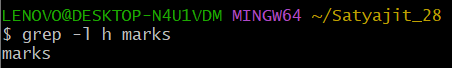 LENOVO@DESKTOP-N4U1VDM MINGW64 ~/Satyajit_28
$ grep -l h marks
marks